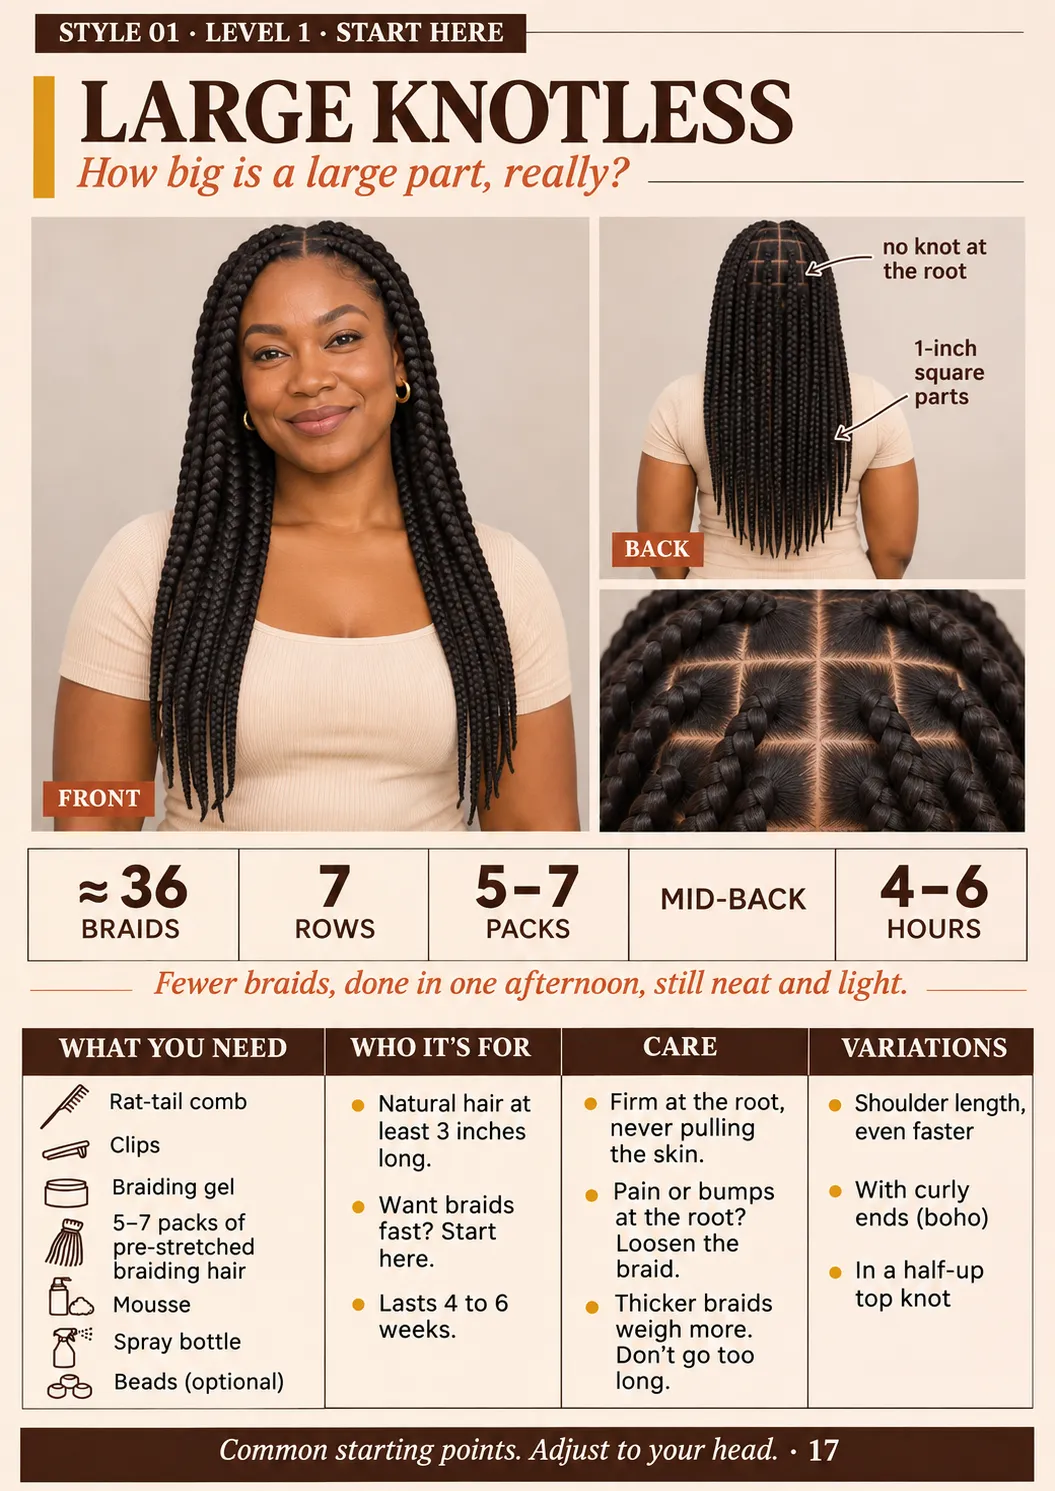 STYLE 01 · LEVEL 1 · START HERE
LARGE KNOTLESS
How big is a large part, really?
no knot at
the root
1-inch
square
parts
BACK
FRONT
≈ 36
BRAIDS
7
ROWS
5–7
PACKS
MID-BACK
4–6
HOURS
Fewer braids, done in one afternoon, still neat and light.
WHAT YOU NEED
Rat-tail comb
Clips
Braiding gel
5–7 packs of
pre-stretched
braiding hair
Mousse
Spray bottle
Beads (optional)
WHO IT'S FOR
Natural hair at
least 3 inches
long.
Want braids
fast? Start
here.
Lasts 4 to 6
weeks.
CARE
Firm at the root,
never pulling
the skin.
Pain or bumps
at the root?
Loosen the
braid.
Thicker braids
weigh more.
Don't go too
long.
VARIATIONS
Shoulder length,
even faster
With curly
ends (boho)
In a half-up
top knot
Common starting points. Adjust to your head. · 17